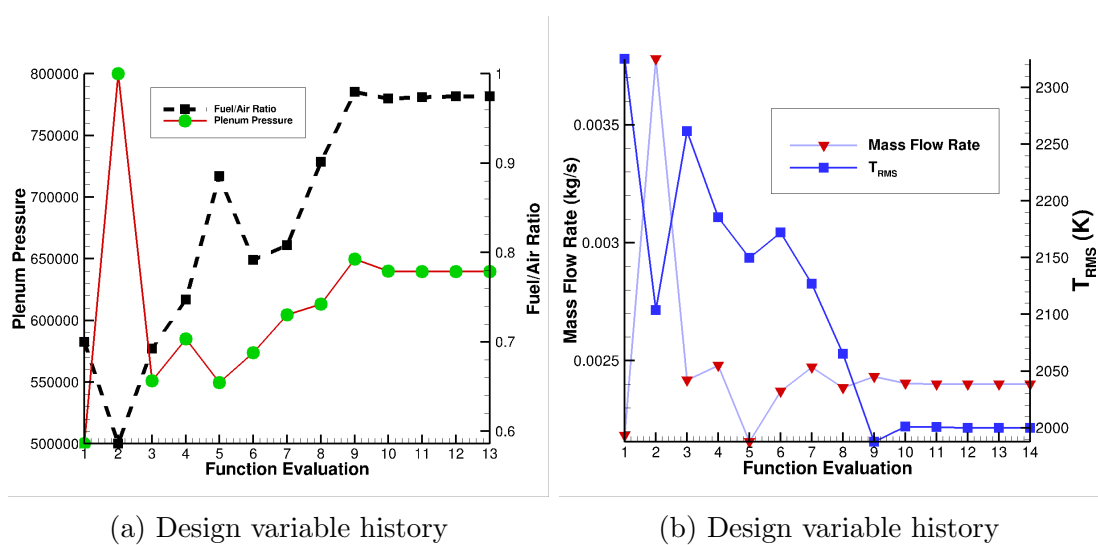 800000
750000
700000
650000
600000
550000
500000
Plenum Pressure
Fuel/Air Ratio
Plenum Pressure
1
0.9
0.8
0.7
0.6
Fuel/Air Ratio
1 2 3 4 5 6 7 8 9 10 11 12 13
Function Evaluation
(a) Design variable history
0.0035
0.003
0.0025
Mass Flow Rate (kg/s)
Mass Flow Rate
TRMS
2300
2250
2200
2150
2100
2050
2000
TRMS (K)
1 2 3 4 5 6 7 8 9 10 11 12 13 14
Function Evaluation
(b) Design variable history